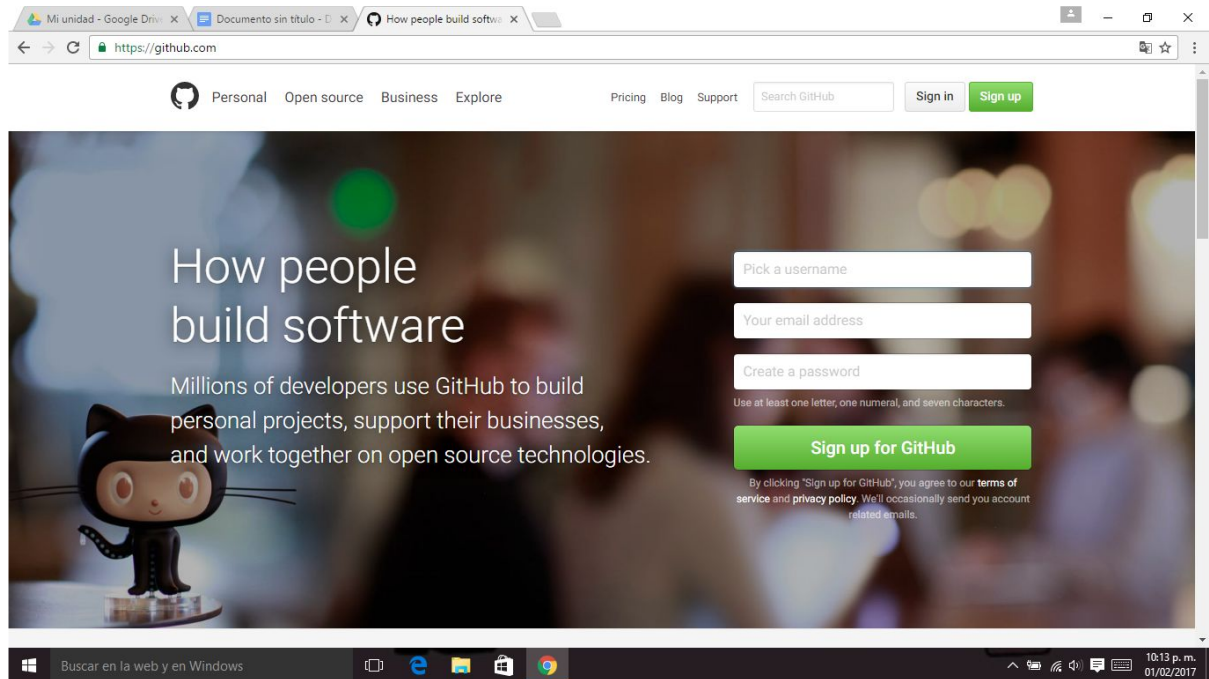 Mi unidad - Google Drive
Documento sin título - D
How people build softwa
https://github.com
Personal Open source Business Explore Pricing Blog Support Search GitHub Sign in Sign up
How people
build software
Millions of developers use GitHub to build
personal projects, support their businesses,
and work together on open source technologies.
Pick a username
Your email address
Create a password
Use at least one letter, one numeral, and seven characters.
Sign up for GitHub
By clicking "Sign up for GitHub", you agree to our terms of
service and privacy policy. We'll occasionally send you account
related emails.
Buscar en la web y en Windows
10:13 p. m.
01/02/2017